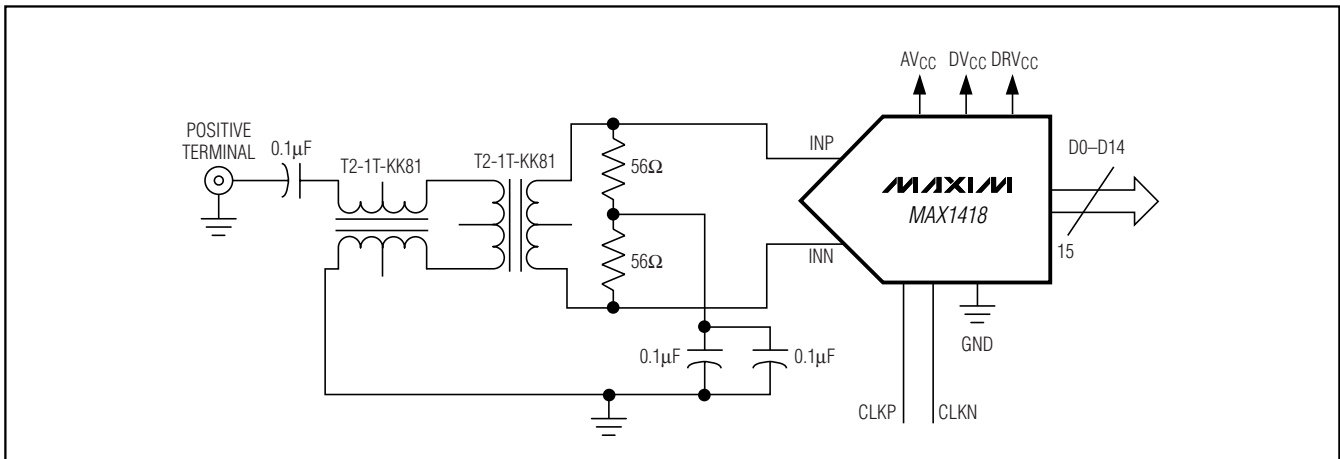 AVCC DVCC DRVCC
POSITIVE
TERMINAL
0.1µF
T2-1T-KK81
T2-1T-KK81
56Ω
56Ω
INP
INN
MAXIM
MAX1418
D0–D14
15
0.1µF
0.1µF
GND
CLKP
CLKN